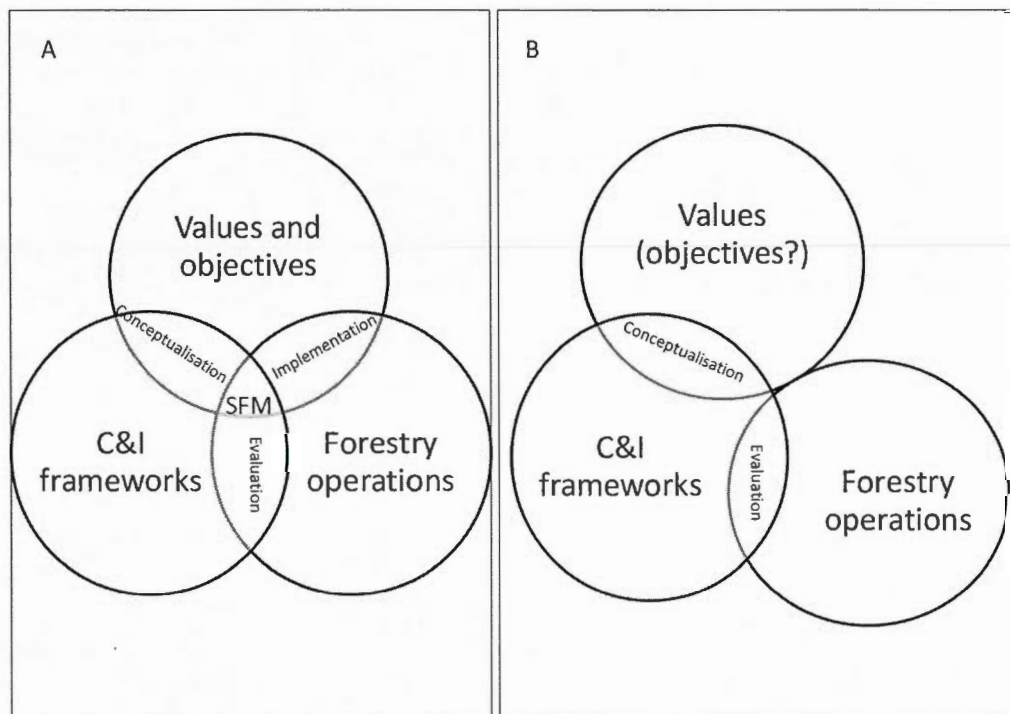 A
Values and
objectives
Conceptualisation
Implementation
SFM
C&I
frameworks
Evaluation
Forestry
operations
B
Values
(objectives?)
Conceptualisation
C&I
frameworks
Evaluation
Forestry
operations